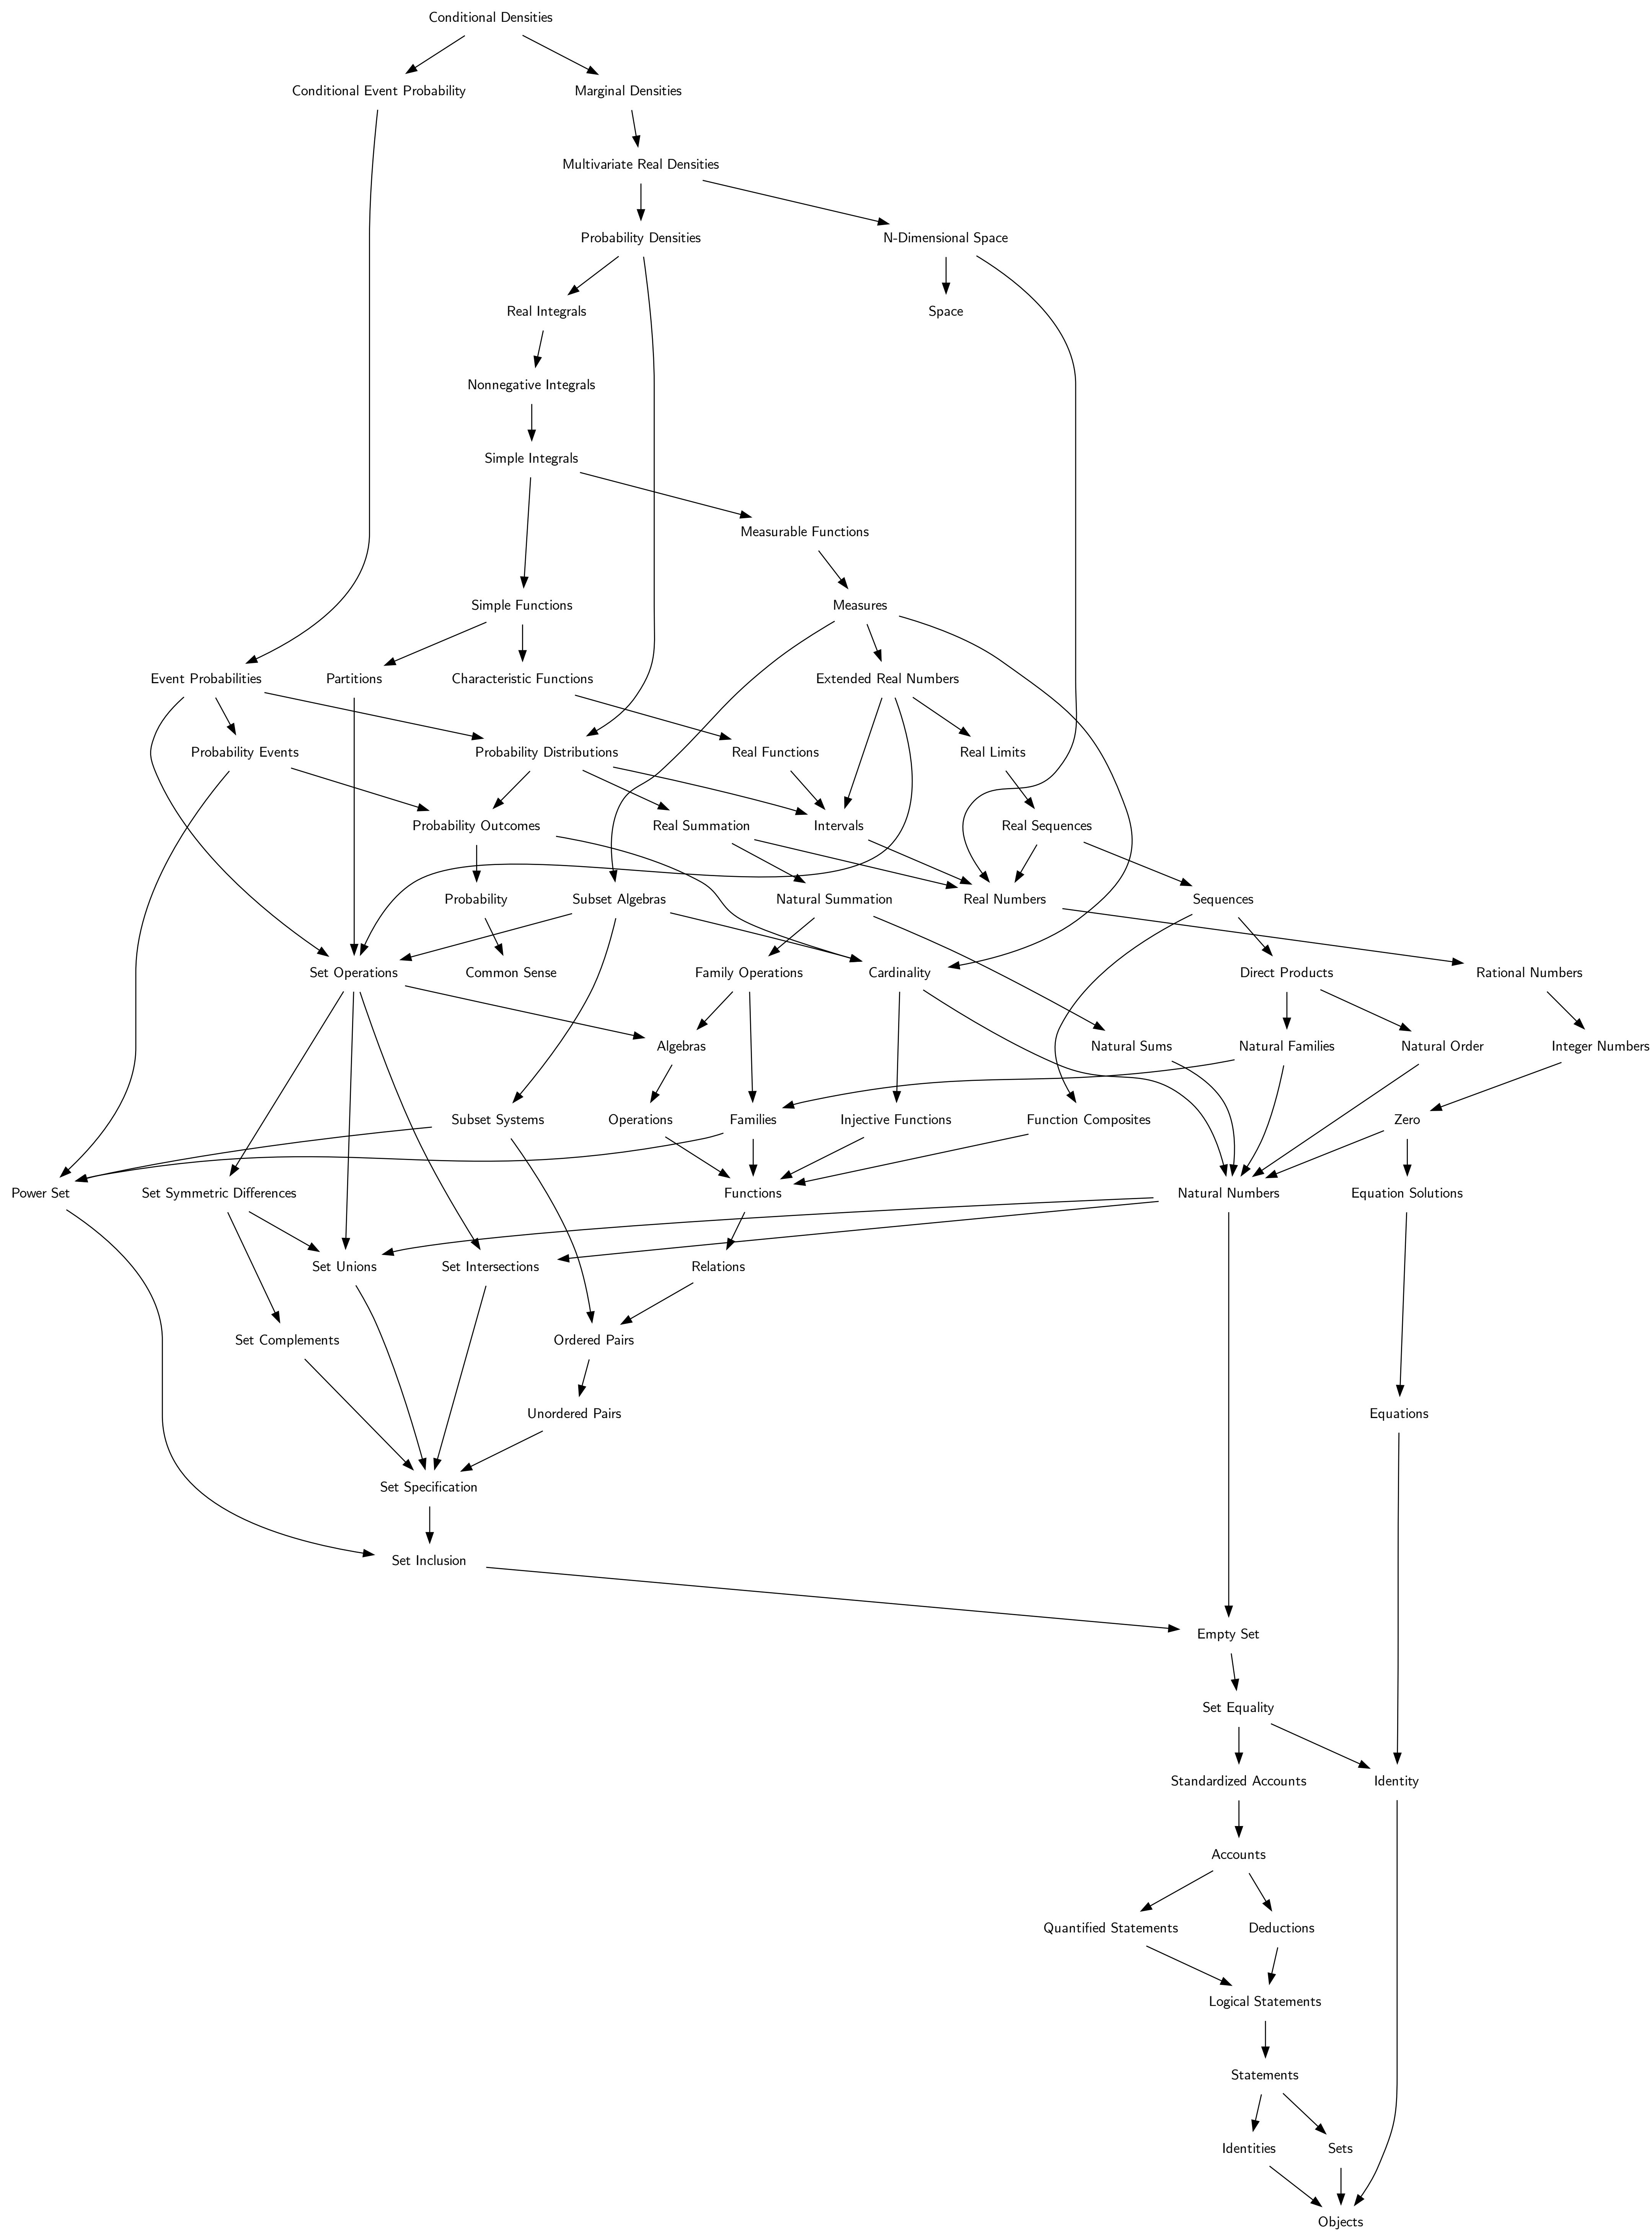 Conditional Densities
Conditional Event Probability
Marginal Densities
Multivariate Real Densities
Probability Densities
N-Dimensional Space
Real Integrals
Space
Nonnegative Integrals
Simple Integrals
Measurable Functions
Simple Functions
Measures
Event Probabilities
Partitions
Characteristic Functions
Extended Real Numbers
Probability Events
Probability Distributions
Real Functions
Real Limits
Probability Outcomes
Real Summation
Intervals
Real Sequences
Probability
Subset Algebras
Natural Summation
Real Numbers
Sequences
Set Operations
Common Sense
Family Operations
Cardinality
Direct Products
Rational Numbers
Algebras
Natural Sums
Natural Families
Natural Order
Integer Numbers
Subset Systems
Operations
Families
Injective Functions
Function Composites
Zero
Power Set
Set Symmetric Differences
Functions
Natural Numbers
Equation Solutions
Set Unions
Set Intersections
Relations
Set Complements
Ordered Pairs
Unordered Pairs
Equations
Set Specification
Set Inclusion
Empty Set
Set Equality
Standardized Accounts
Identity
Accounts
Quantified Statements
Deductions
Logical Statements
Statements
Identities
Sets
Objects